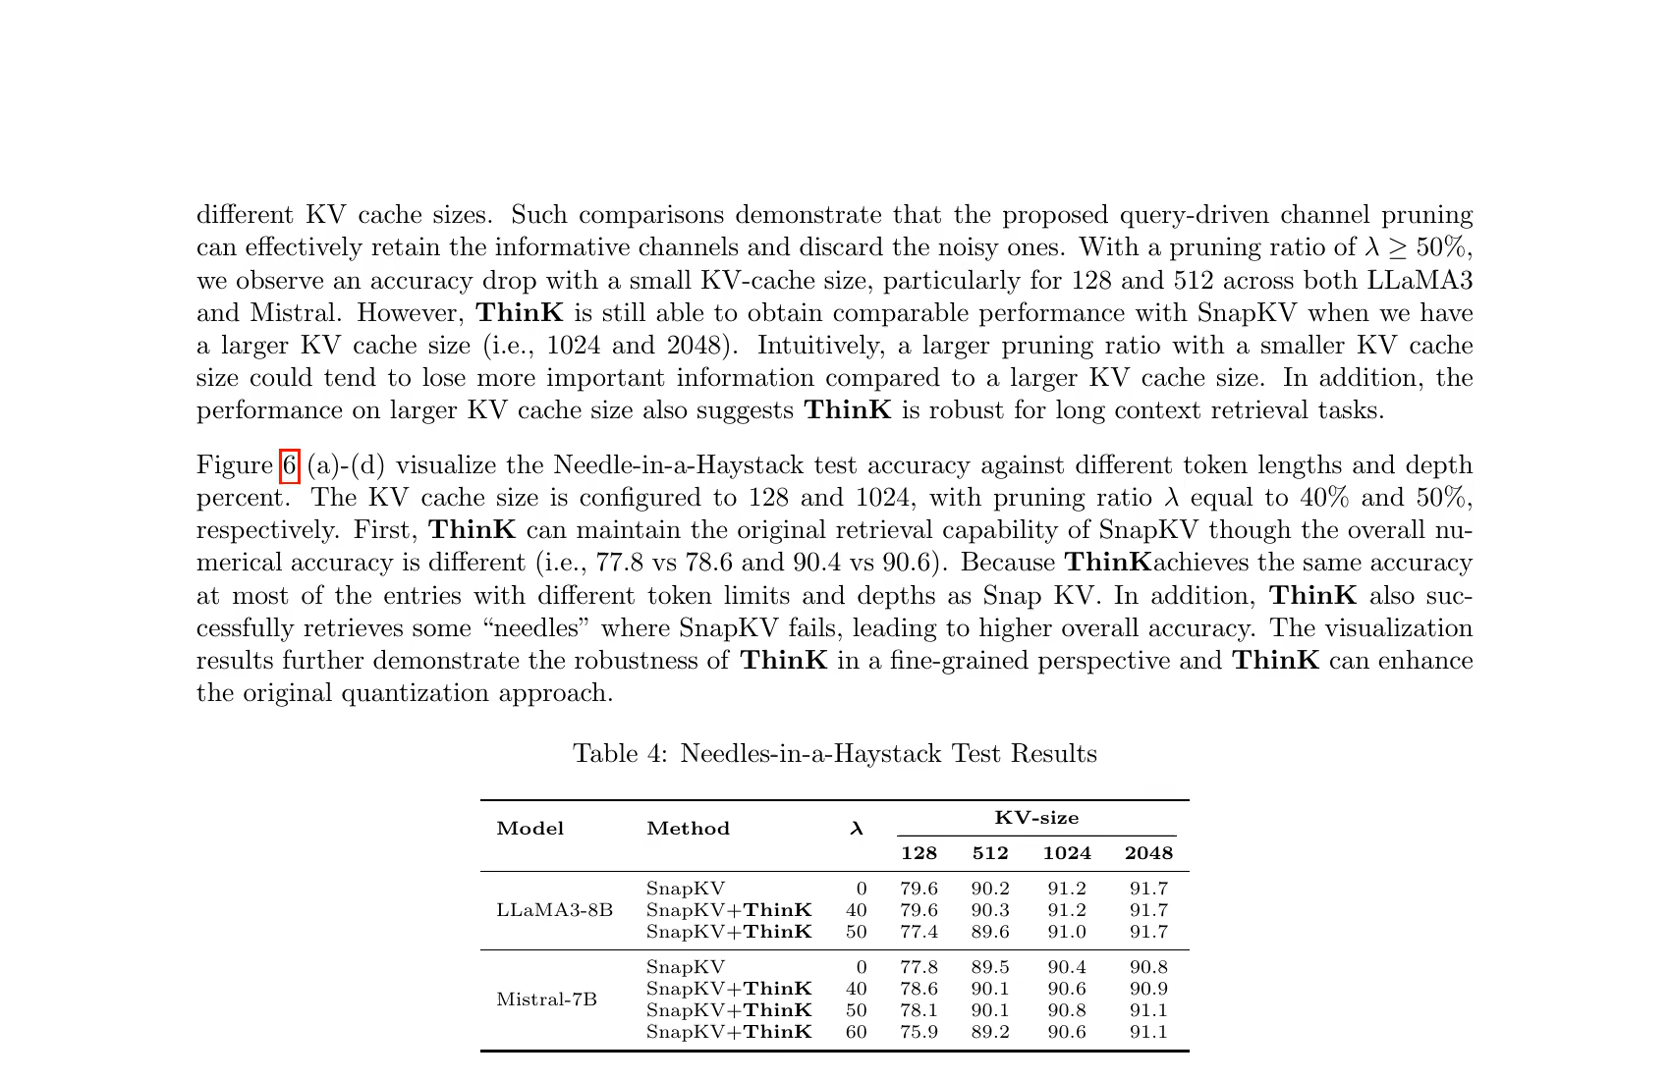 different KV cache sizes. Such comparisons demonstrate that the proposed query-driven channel pruning
can effectively retain the informative channels and discard the noisy ones. With a pruning ratio of λ ≥ 50%,
we observe an accuracy drop with a small KV-cache size, particularly for 128 and 512 across both LLaMA3
and Mistral. However, ThinK is still able to obtain comparable performance with SnapKV when we have
a larger KV cache size (i.e., 1024 and 2048). Intuitively, a larger pruning ratio with a smaller KV cache
size could tend to lose more important information compared to a larger KV cache size. In addition, the
performance on larger KV cache size also suggests ThinK is robust for long context retrieval tasks.
Figure 6 (a)-(d) visualize the Needle-in-a-Haystack test accuracy against different token lengths and depth
percent. The KV cache size is configured to 128 and 1024, with pruning ratio λ equal to 40% and 50%,
respectively. First, ThinK can maintain the original retrieval capability of SnapKV though the overall nu-
merical accuracy is different (i.e., 77.8 vs 78.6 and 90.4 vs 90.6). Because ThinKachieves the same accuracy
at most of the entries with different token limits and depths as Snap KV. In addition, ThinK also suc-
cessfully retrieves some “needles” where SnapKV fails, leading to higher overall accuracy. The visualization
results further demonstrate the robustness of ThinK in a fine-grained perspective and ThinK can enhance
the original quantization approach.
Table 4: Needles-in-a-Haystack Test Results
Model Method λ KV-size
128 512 1024 2048
SnapKV 0 79.6 90.2 91.2 91.7
LLaMA3-8B SnapKV+ThinK 40 79.6 90.3 91.2 91.7
SnapKV+ThinK 50 77.4 89.6 91.0 91.7
SnapKV 0 77.8 89.5 90.4 90.8
Mistral-7B SnapKV+ThinK 40 78.6 90.1 90.6 90.9
SnapKV+ThinK 50 78.1 90.1 90.8 91.1
SnapKV+ThinK 60 75.9 89.2 90.6 91.1